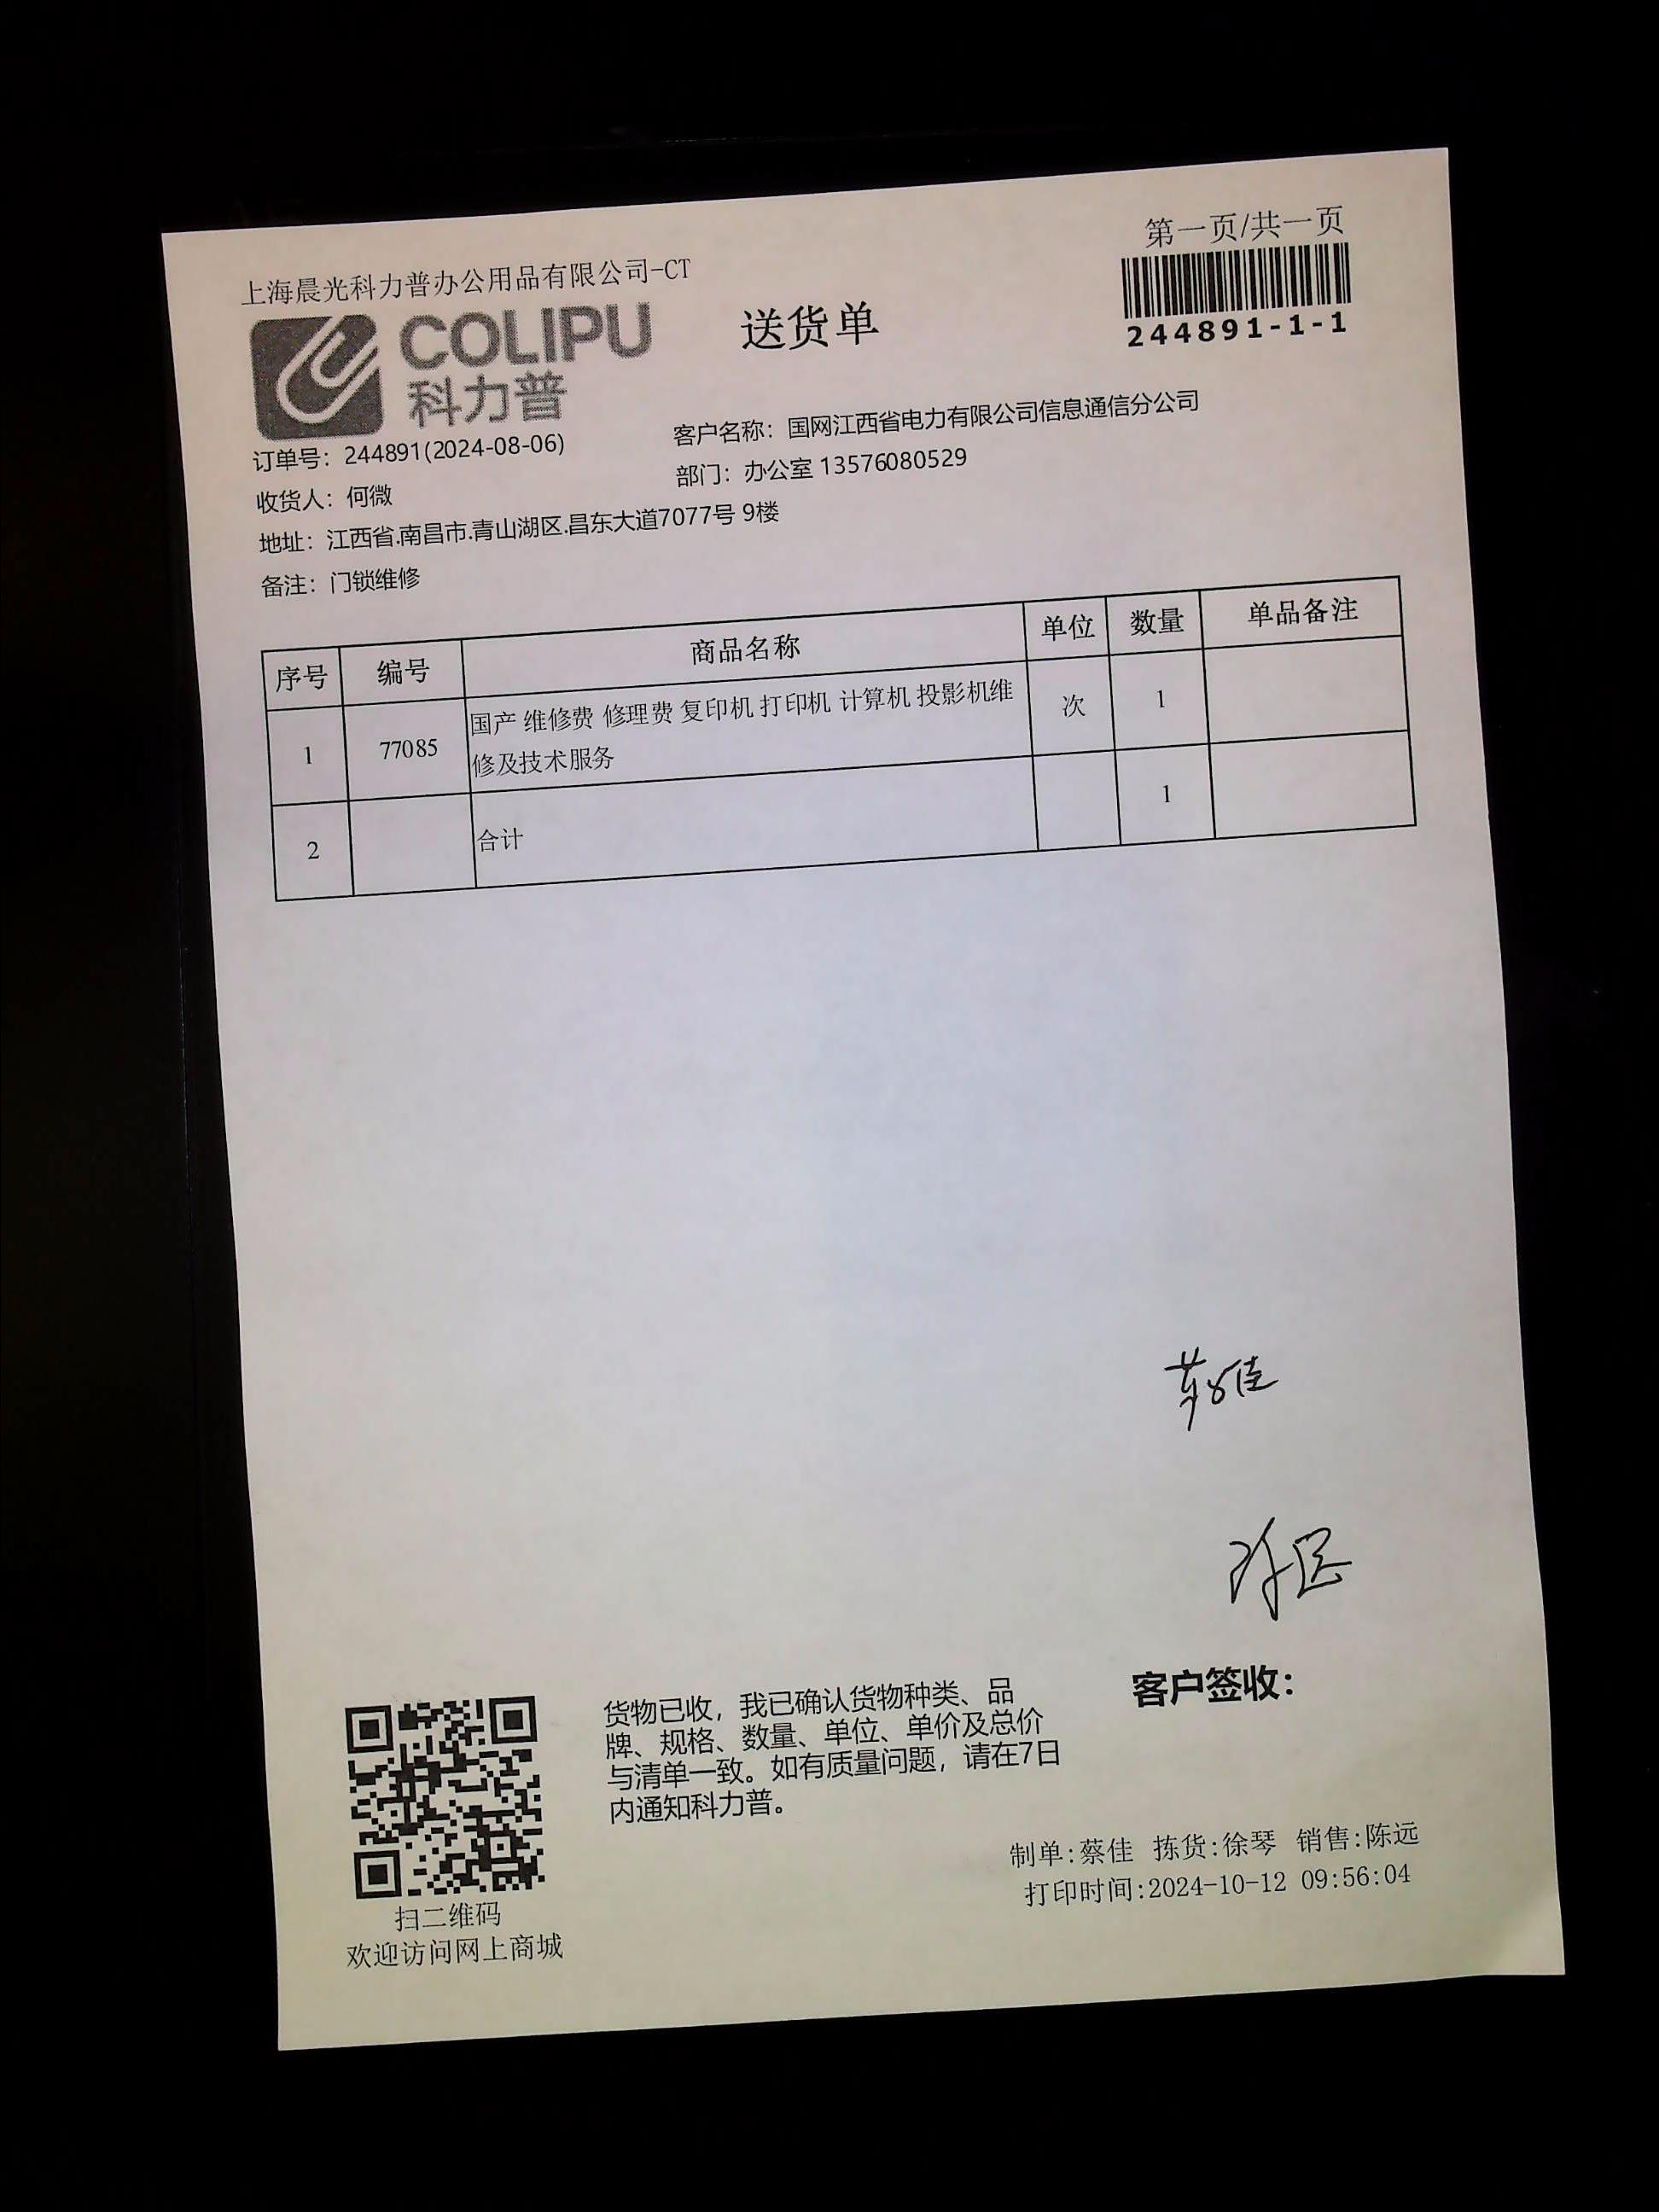 第一页/共一页
上海晨光科力普办公用品有限公司-CT
COLIPU
科力普
送货单
244891-1-1
订单号：244891(2024-08-06)
客户名称：国网江西省电力有限公司信息通信分公司
收货人：何微
部门：办公室 13576080529
地址：江西省.南昌市.青山湖区.昌东大道7077号 9楼
备注：门锁维修
序号 编号 商品名称 单位 数量 单品备注
1 77085 国产 维修费 修理费 复印机 打印机 计算机 投影机维 次 1
修及技术服务
2 合计 1
客户签收：
货物已收，我已确认货物种类、品
牌、规格、数量、单位、单价及总价
与清单一致。如有质量问题，请在7日
内通知科力普。
制单:蔡佳 拣货:徐琴 销售:陈远
打印时间:2024-10-12 09:56:04
扫二维码
欢迎访问网上商城